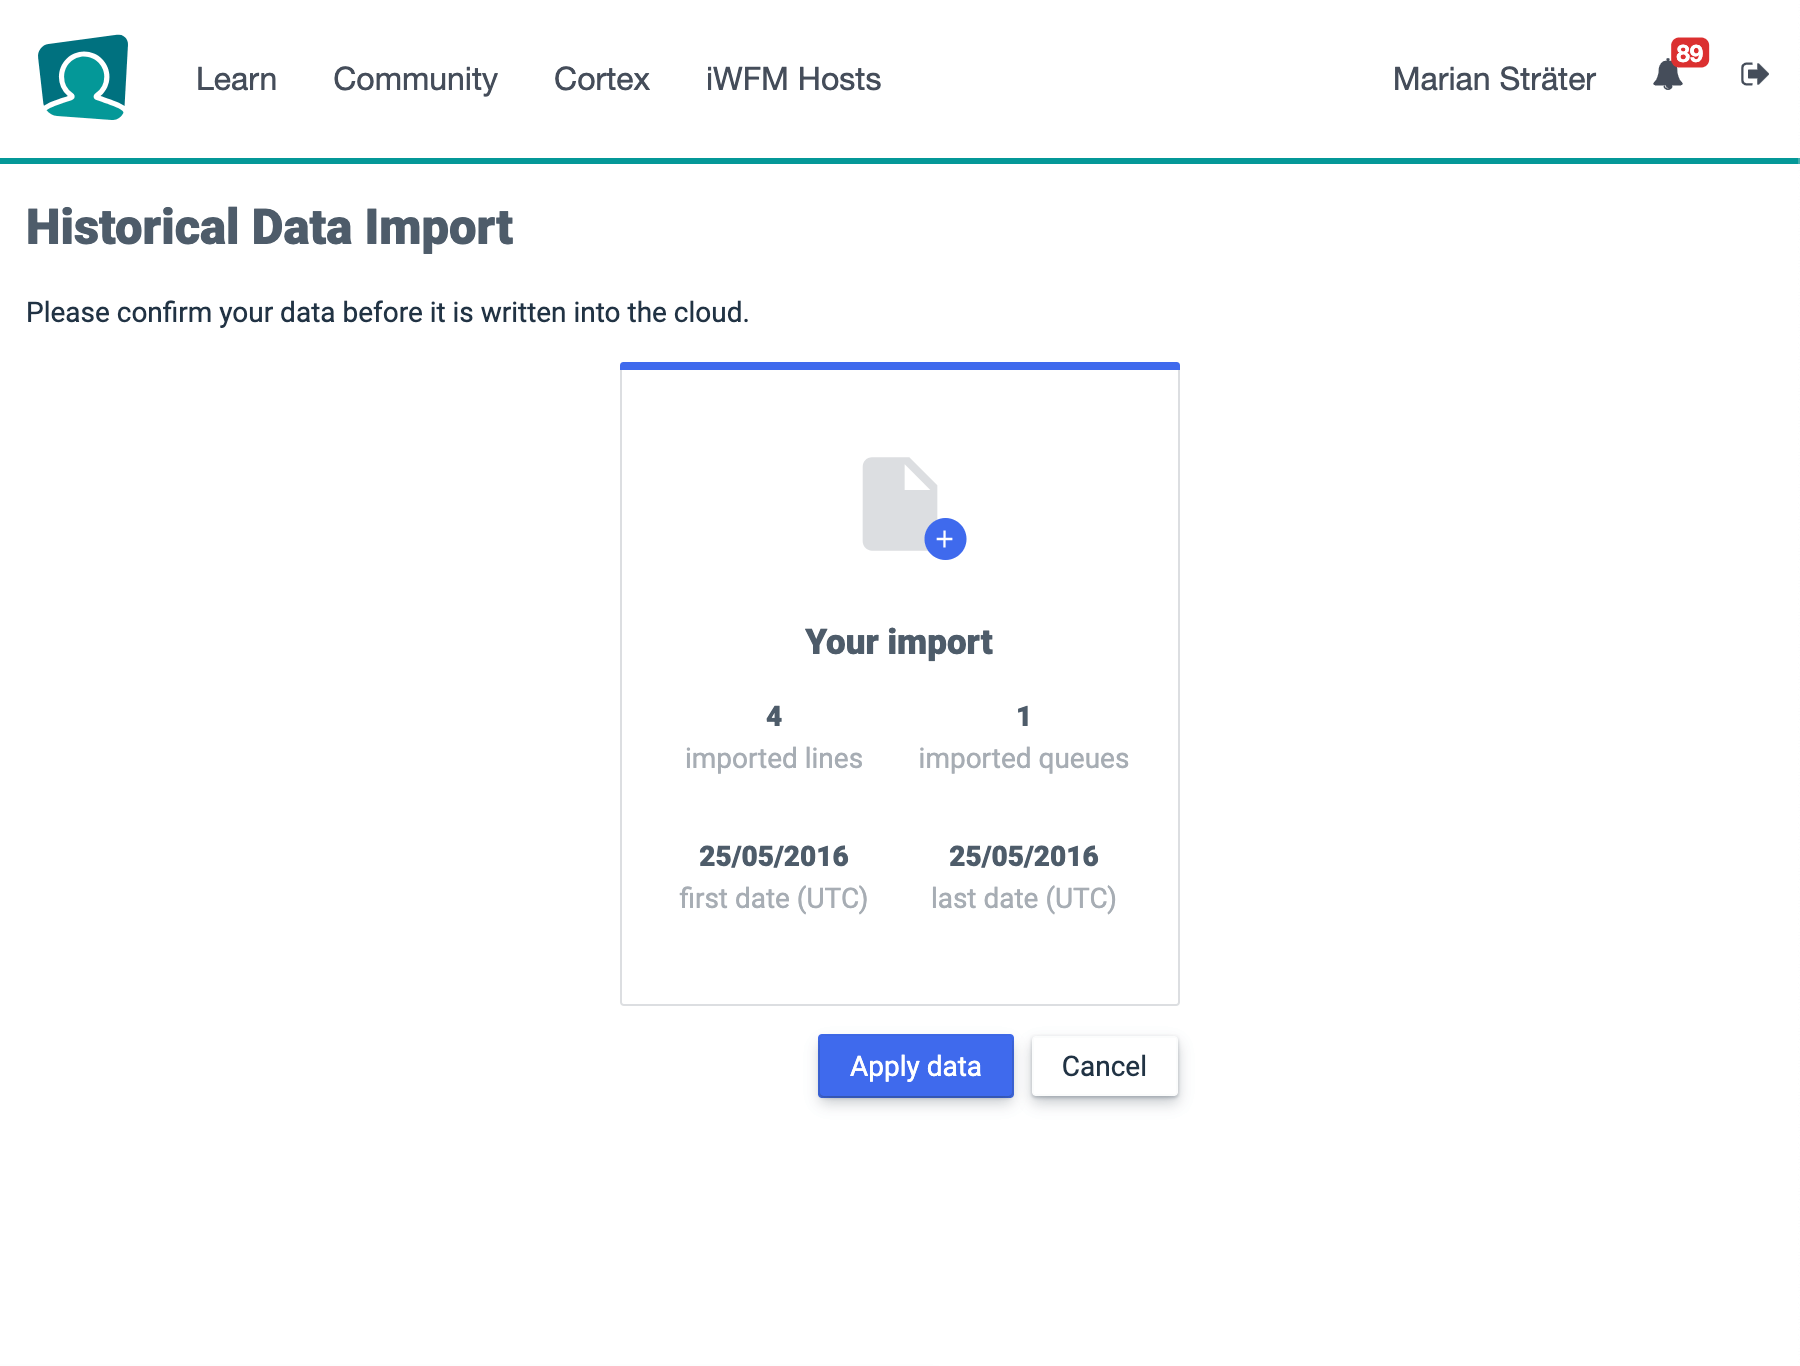 Learn Community Cortex iWFM Hosts Marian Sträter 89
Historical Data Import
Please confirm your data before it is written into the cloud.
Your import
4 1
imported lines imported queues
25/05/2016 25/05/2016
first date (UTC) last date (UTC)
Apply data Cancel